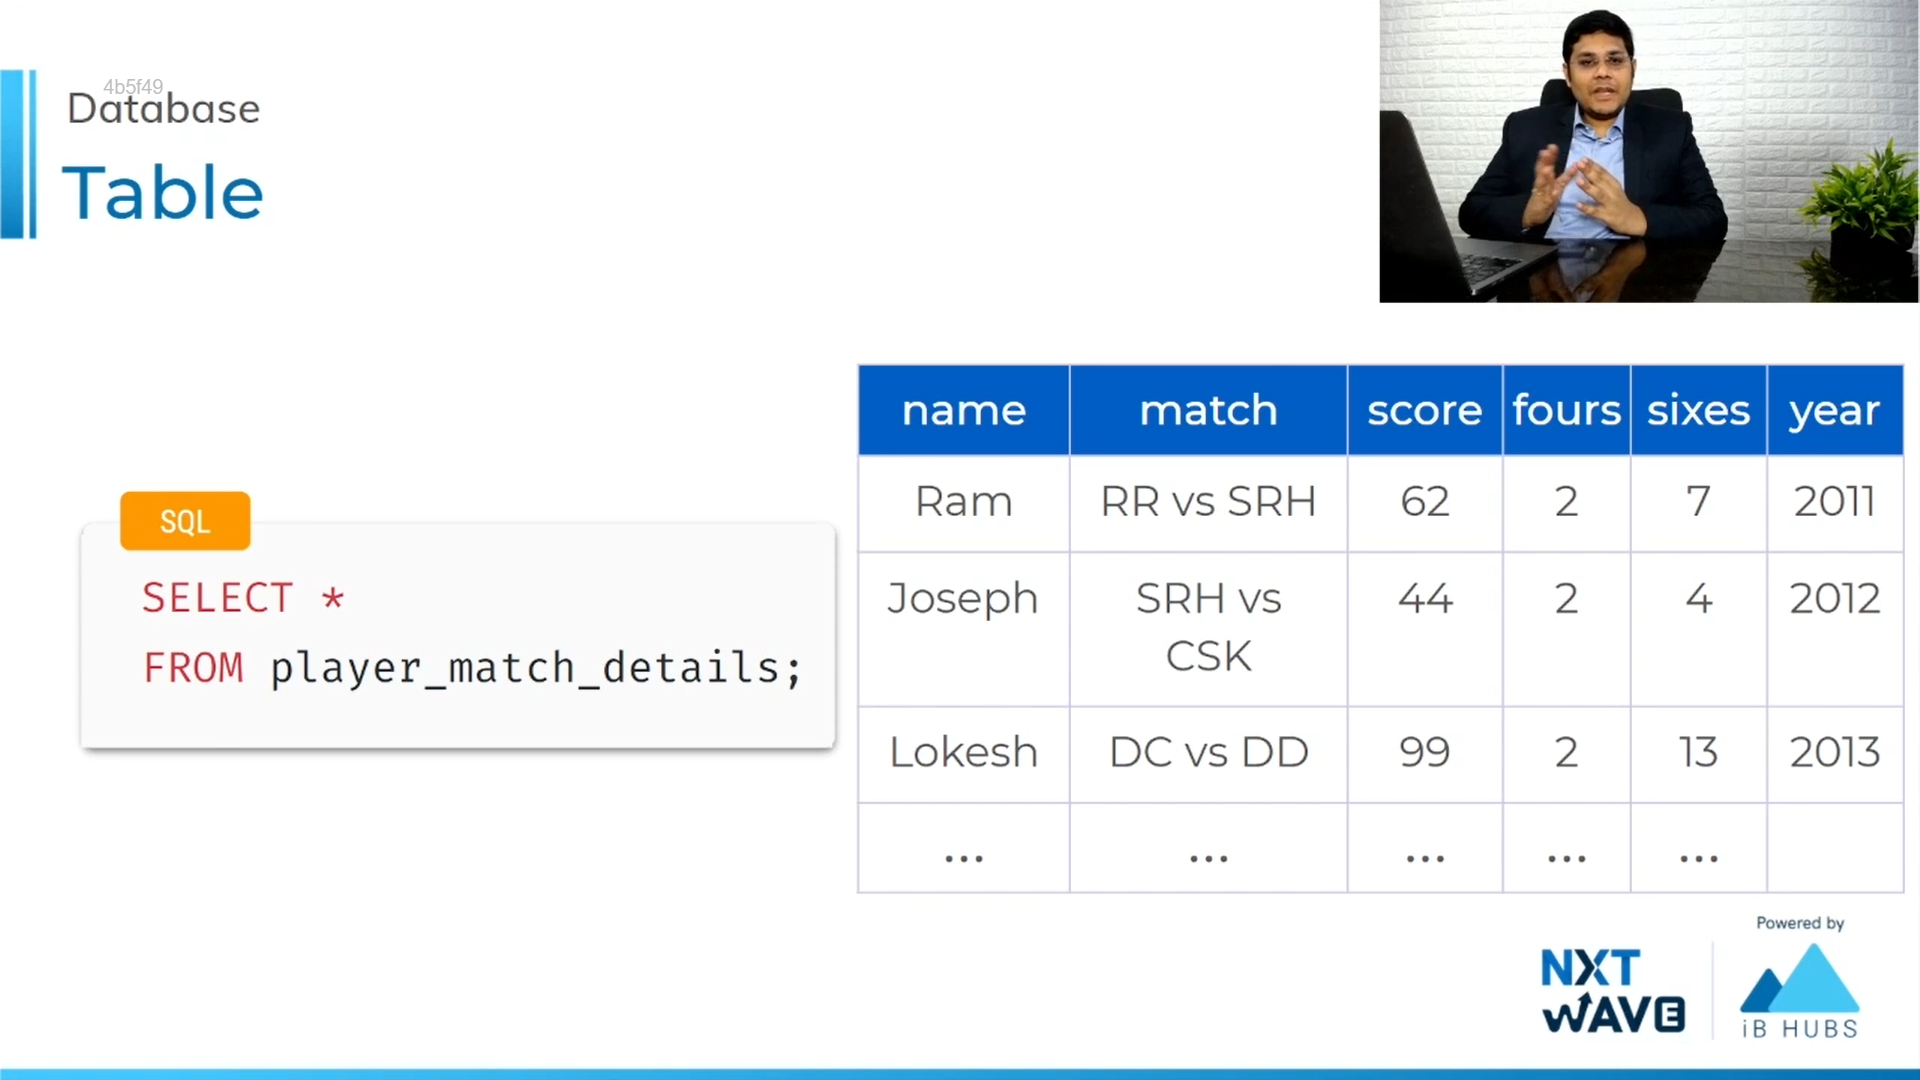 4b5f49
Database
Table
SQL
SELECT *
FROM player_match_details;
name match score fours sixes year
Ram RR vs SRH 62 2 7 2011
Joseph SRH vs CSK 44 2 4 2012
Lokesh DC vs DD 99 2 13 2013
... ... ... ... ...
Powered by
NXT
WAVE
iB HUBS